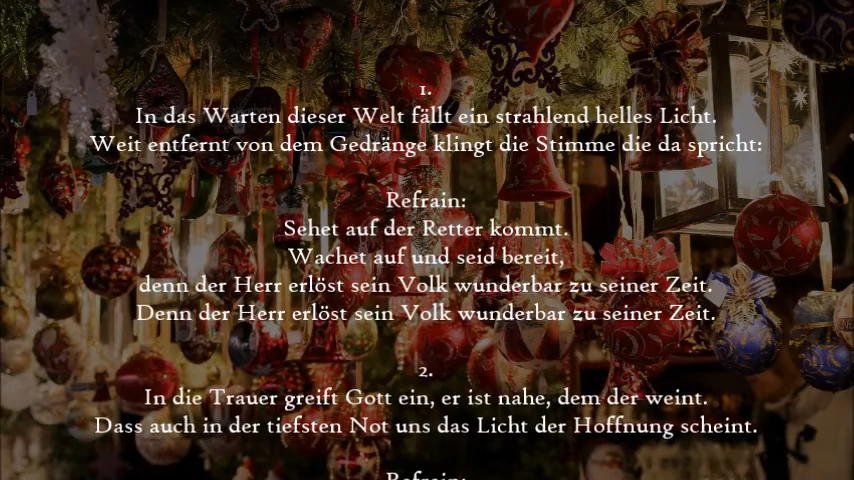 1.
In das Warten dieser Welt fällt ein strahlend helles Licht.
Weit entfernt von dem Gedränge klingt die Stimme die da spricht:
Refrain:
Sehet auf der Retter kommt.
Wachet auf und seid bereit,
denn der Herr erlöst sein Volk wunderbar zu seiner Zeit.
Denn der Herr erlöst sein Volk wunderbar zu seiner Zeit.
2.
In die Trauer greift Gott ein, er ist nahe, dem der weint.
Dass auch in der tiefsten Not uns das Licht der Hoffnung scheint.
Refrain: